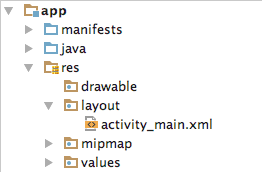 app
manifests
java
res
drawable
layout
activity_main.xml
mipmap
values